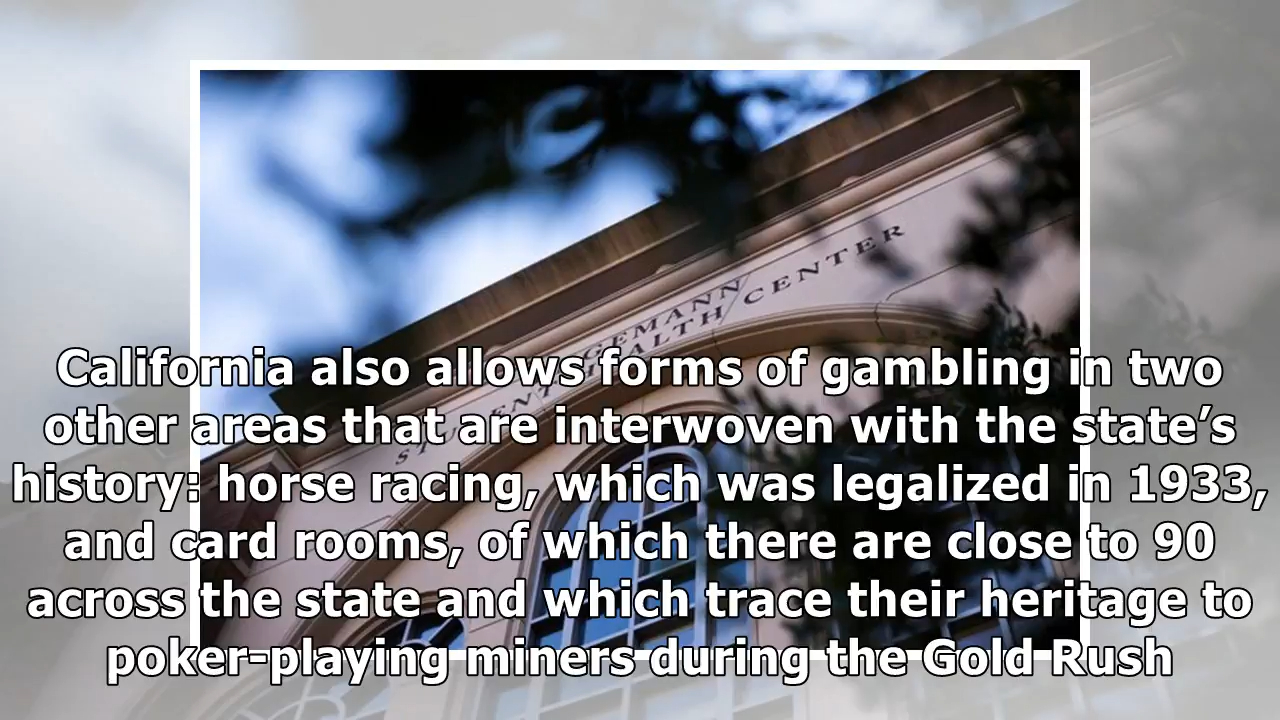 GEMANN
HEALTH CENTER
California also allows forms of gambling in two
other areas that are interwoven with the state’s
history: horse racing, which was legalized in 1933,
and card rooms, of which there are close to 90
across the state and which trace their heritage to
poker-playing miners during the Gold Rush